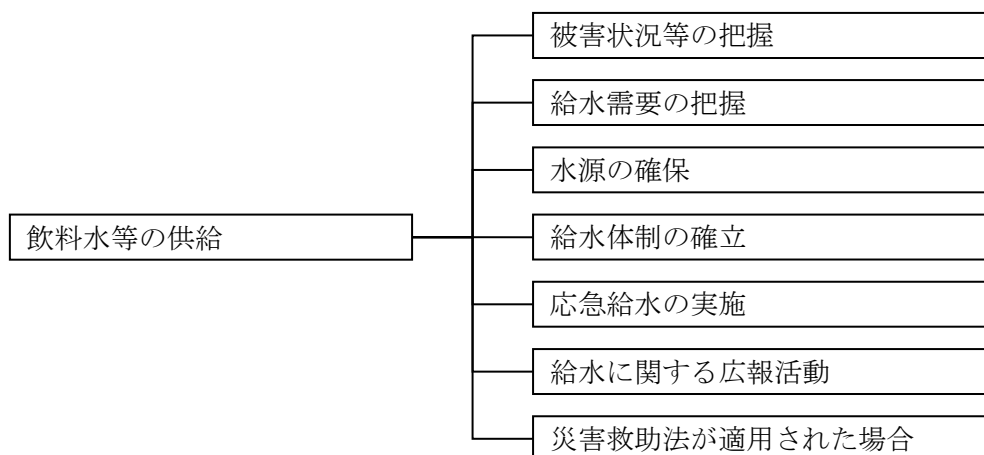 被害状況等の把握
給水需要の把握
水源の確保
飲料水等の供給
給水体制の確立
応急給水の実施
給水に関する広報活動
災害救助法が適用された場合